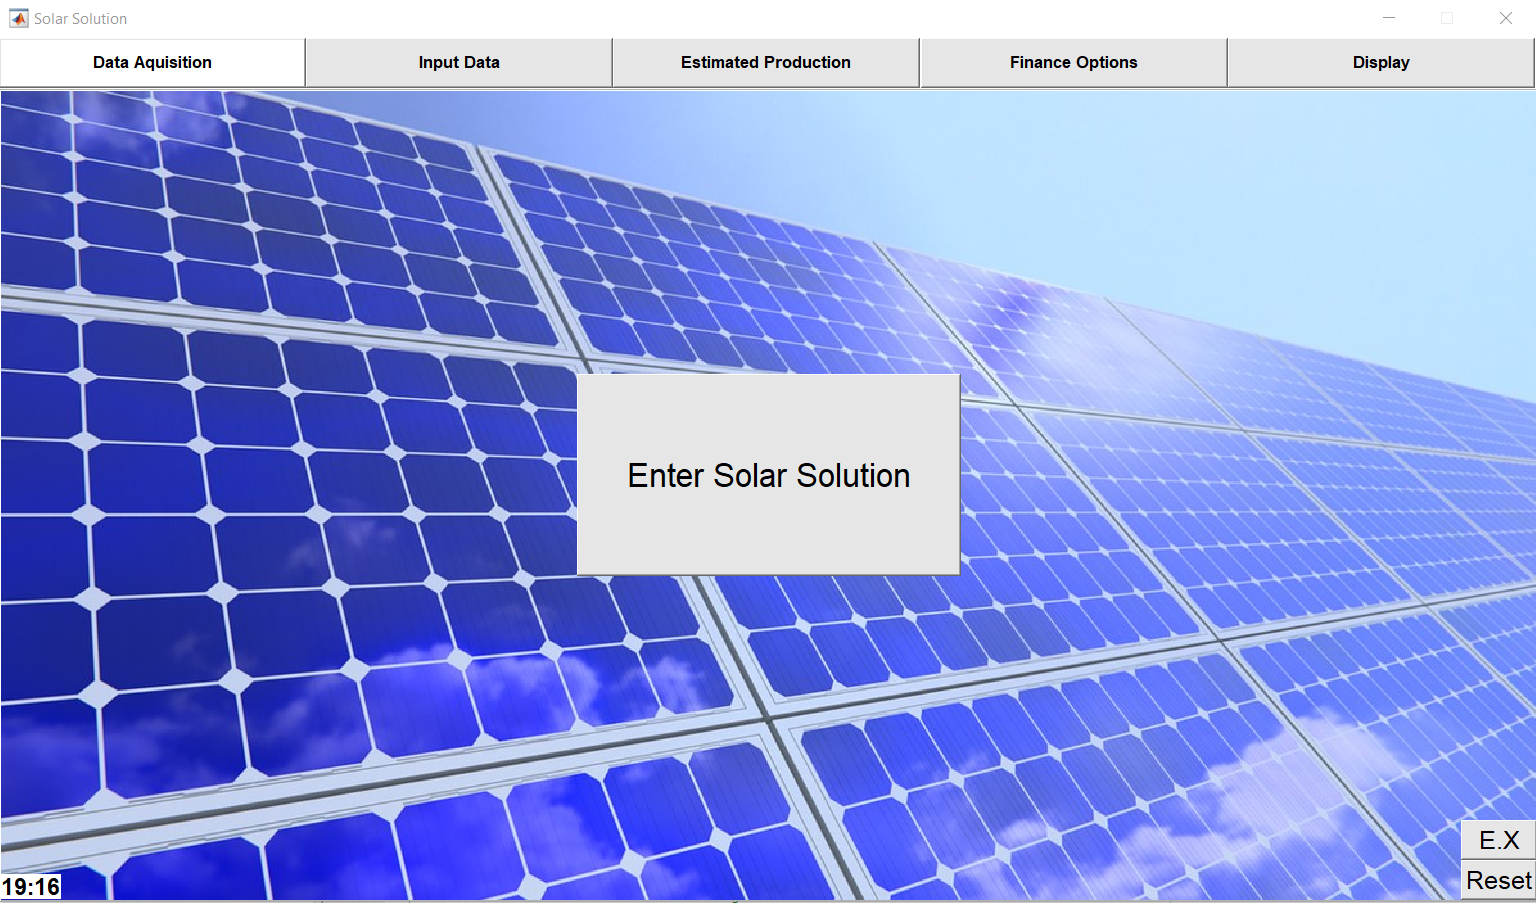 Solar Solution
Data Aquisition
Input Data
Estimated Production
Finance Options
Display
Enter Solar Solution
E.X
Reset
19:16